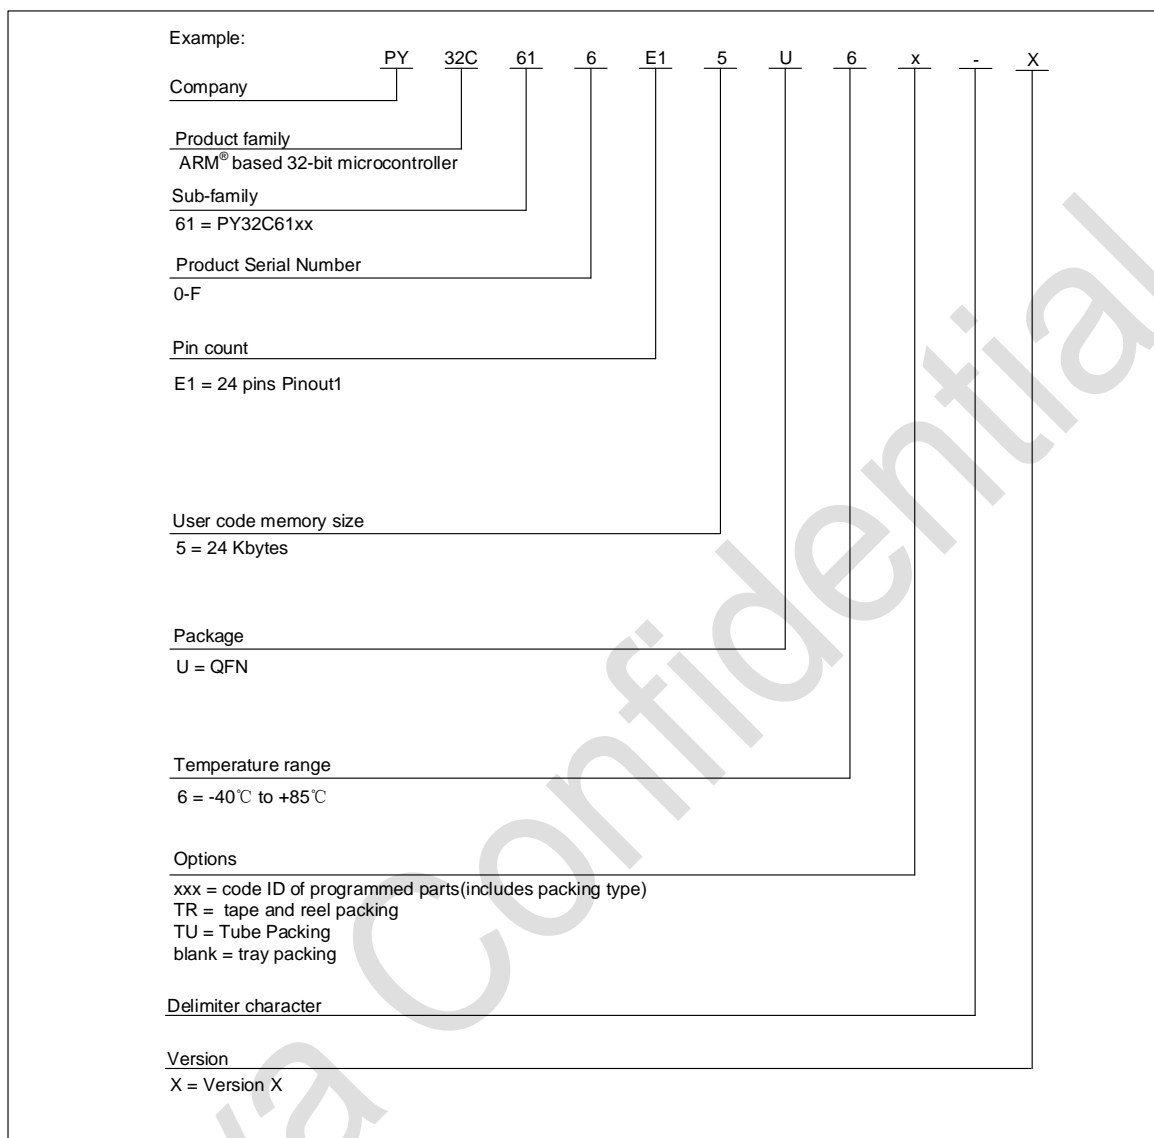 Example:
PY 32C 61 6 E1 5 U 6 x - X
Company
Product family
ARM® based 32-bit microcontroller
Sub-family
61 = PY32C61xx
Product Serial Number
0-F
Pin count
E1 = 24 pins Pinout1
User code memory size
5 = 24 Kbytes
Package
U = QFN
Temperature range
6 = -40℃ to +85℃
Options
xxx = code ID of programmed parts(includes packing type)
TR = tape and reel packing
TU = Tube Packing
blank = tray packing
Delimiter character
Version
X = Version X
Confidential